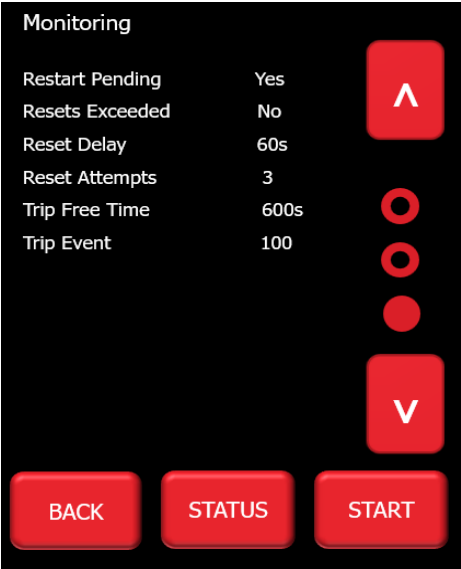 Monitoring
Restart Pending Yes
Resets Exceeded No
Reset Delay 60s
Reset Attempts 3
Trip Free Time 600s
Trip Event 100
BACK STATUS START